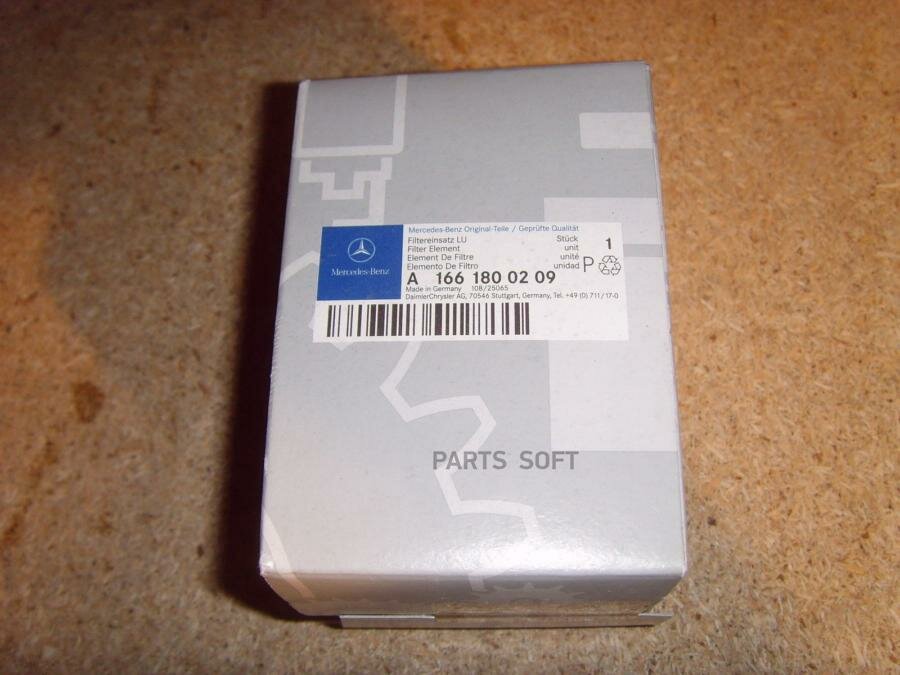 Mercedes-Benz Original-Teile / Geprüfte Qualität
Filtereinsatz LU
Filter Element
Element De Filtre
Elemento De Filtro
Stück
unit
unité
unidad
1
P
Mercedes-Benz
A 166 180 02 09
Made in Germany 108/25065
DaimlerChrysler AG, 70546 Stuttgart, Germany, Tel. +49 (0) 711/17-0
PARTS SOFT